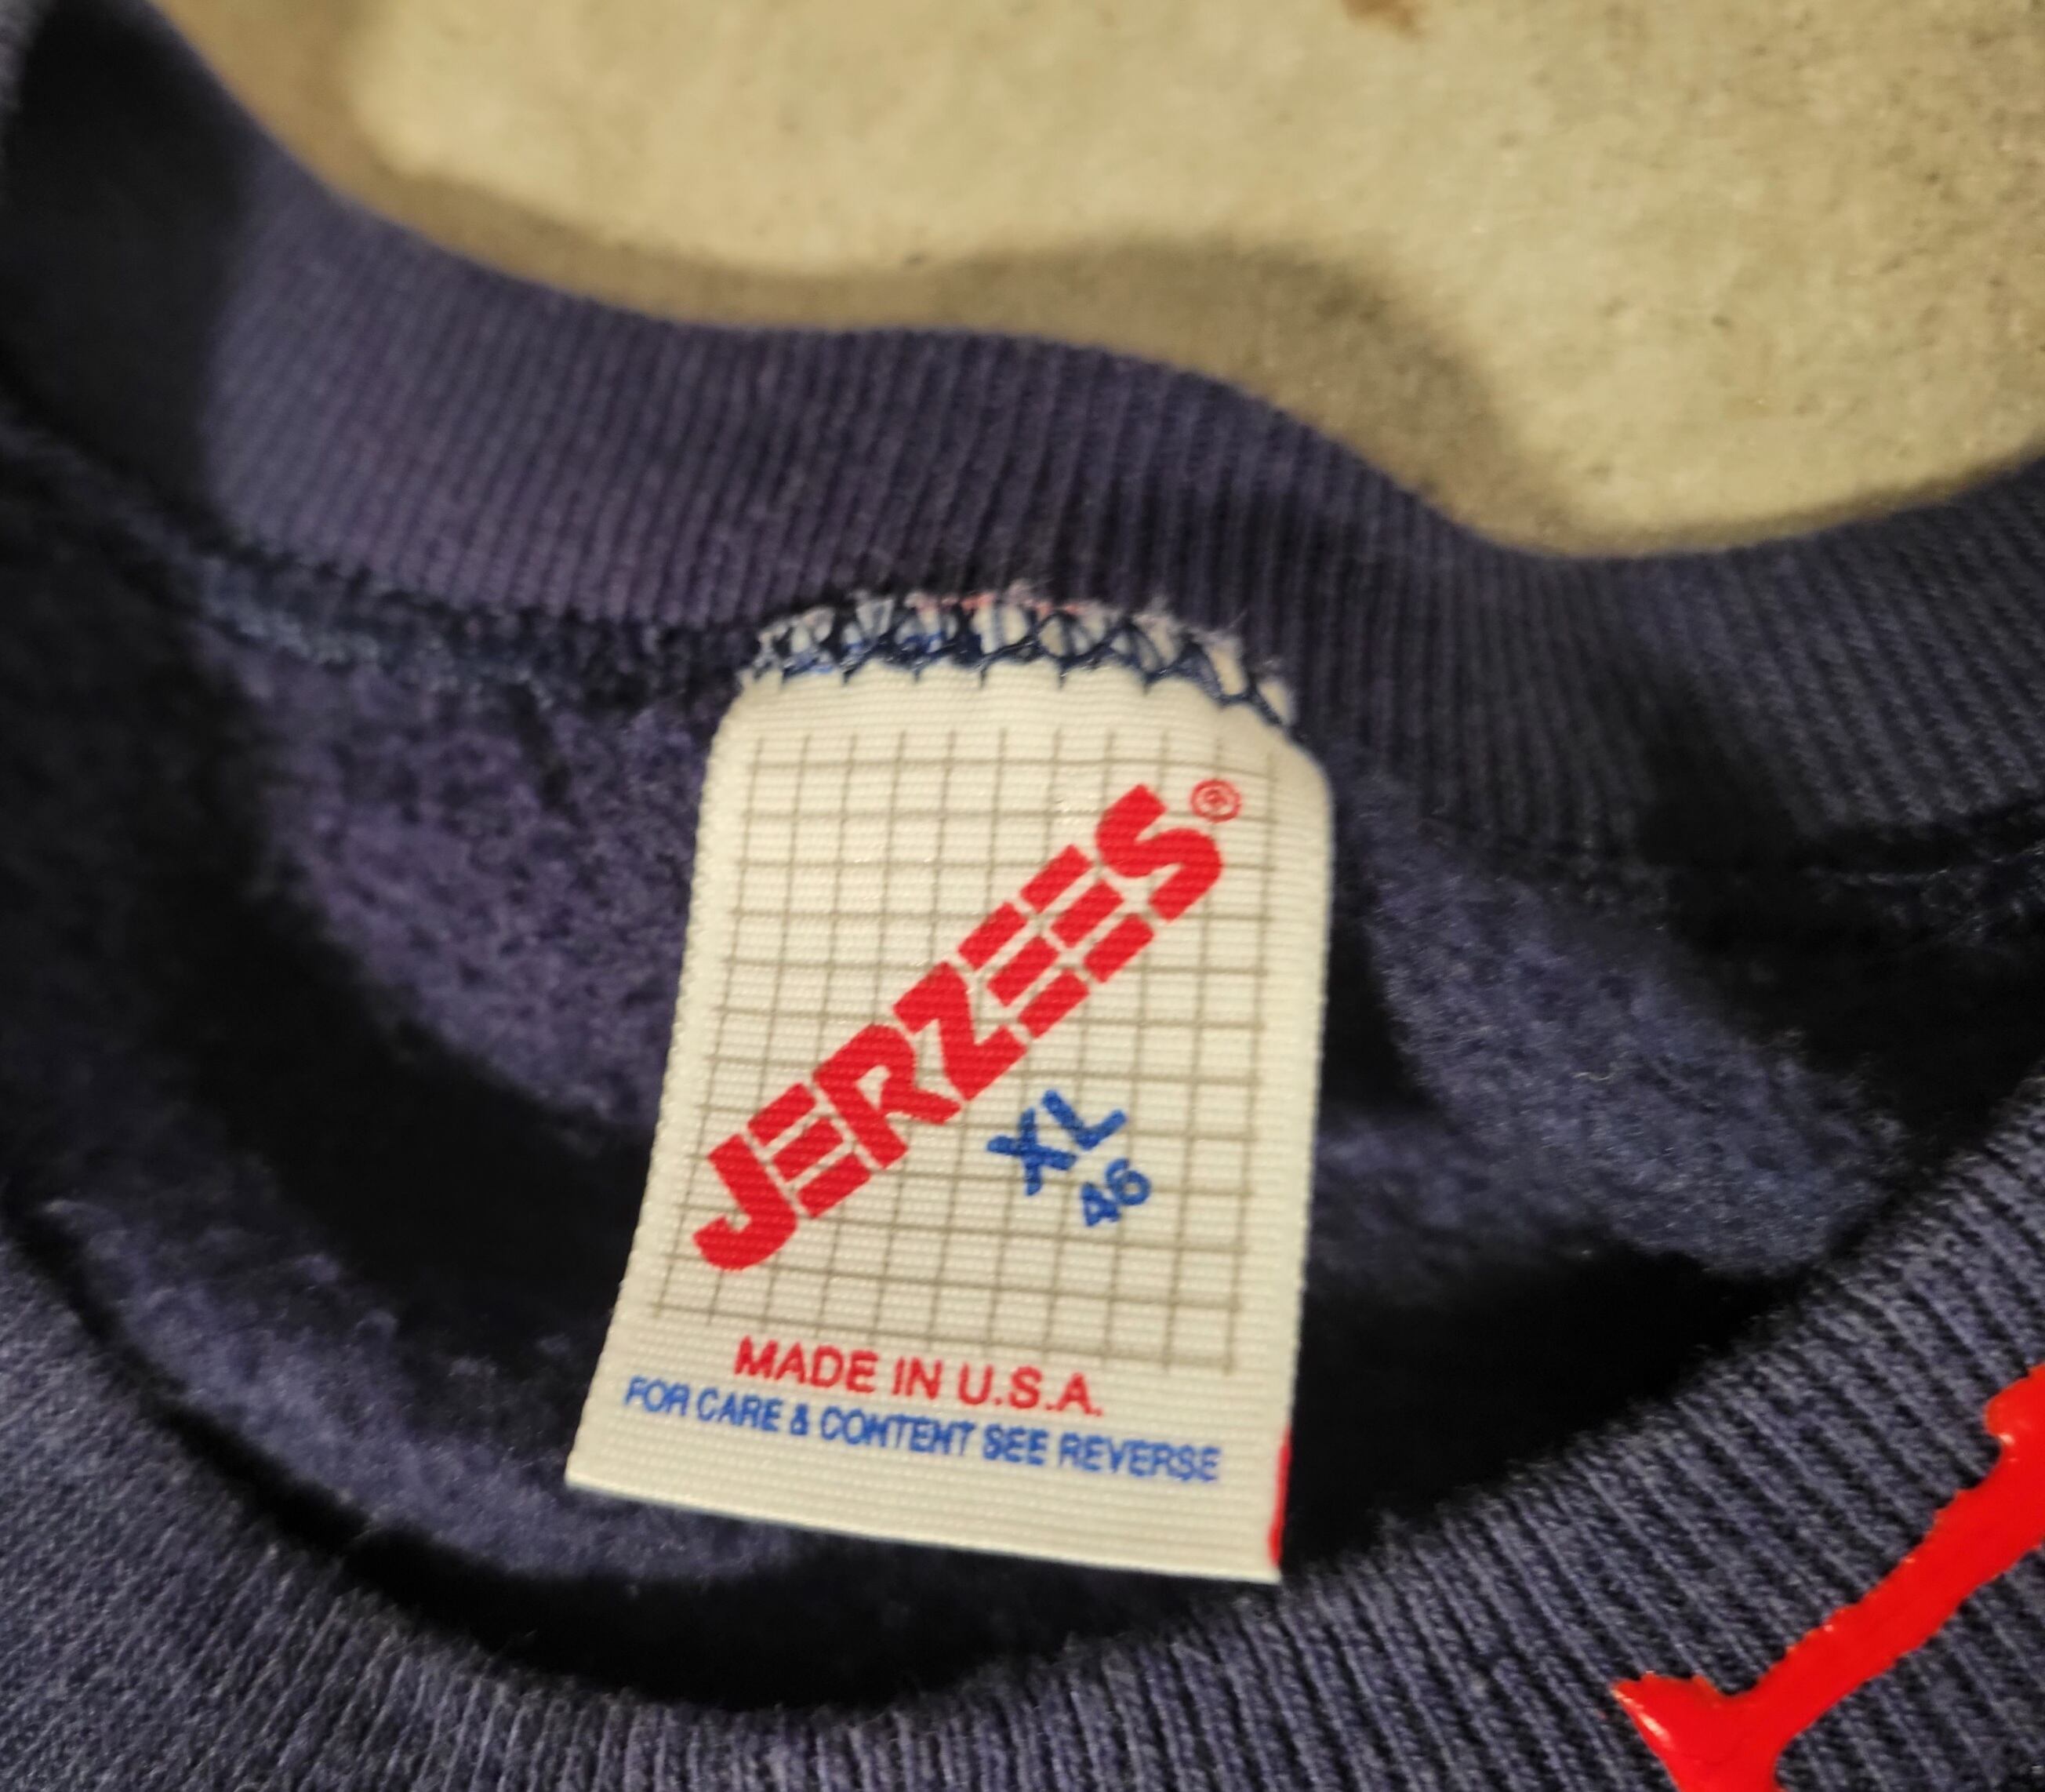 JERZEES®
XL
46
MADE IN U.S.A.
FOR CARE & CONTENT SEE REVERSE